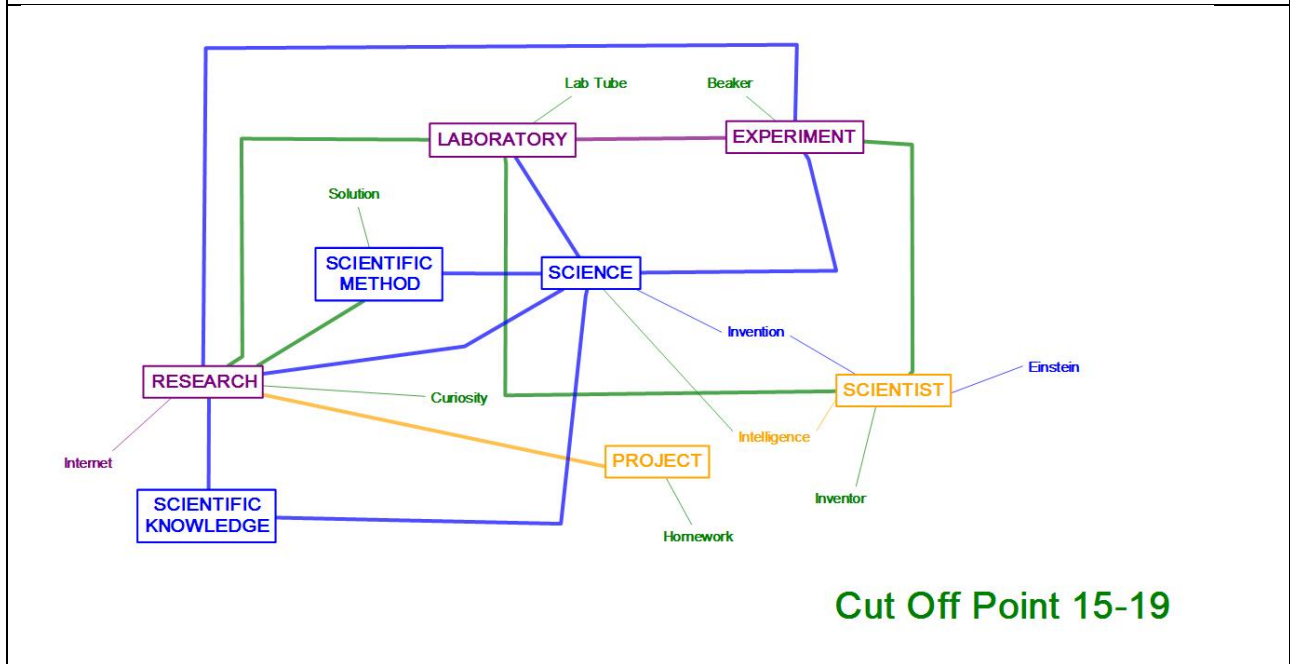 Lab Tube
Beaker
LABORATORY
EXPERIMENT
Solution
SCIENTIFIC
METHOD
SCIENCE
Invention
RESEARCH
Curiosity
SCIENTIST
Einstein
Intelligence
Internet
PROJECT
SCIENTIFIC
KNOWLEDGE
Inventor
Homework
Cut Off Point 15-19